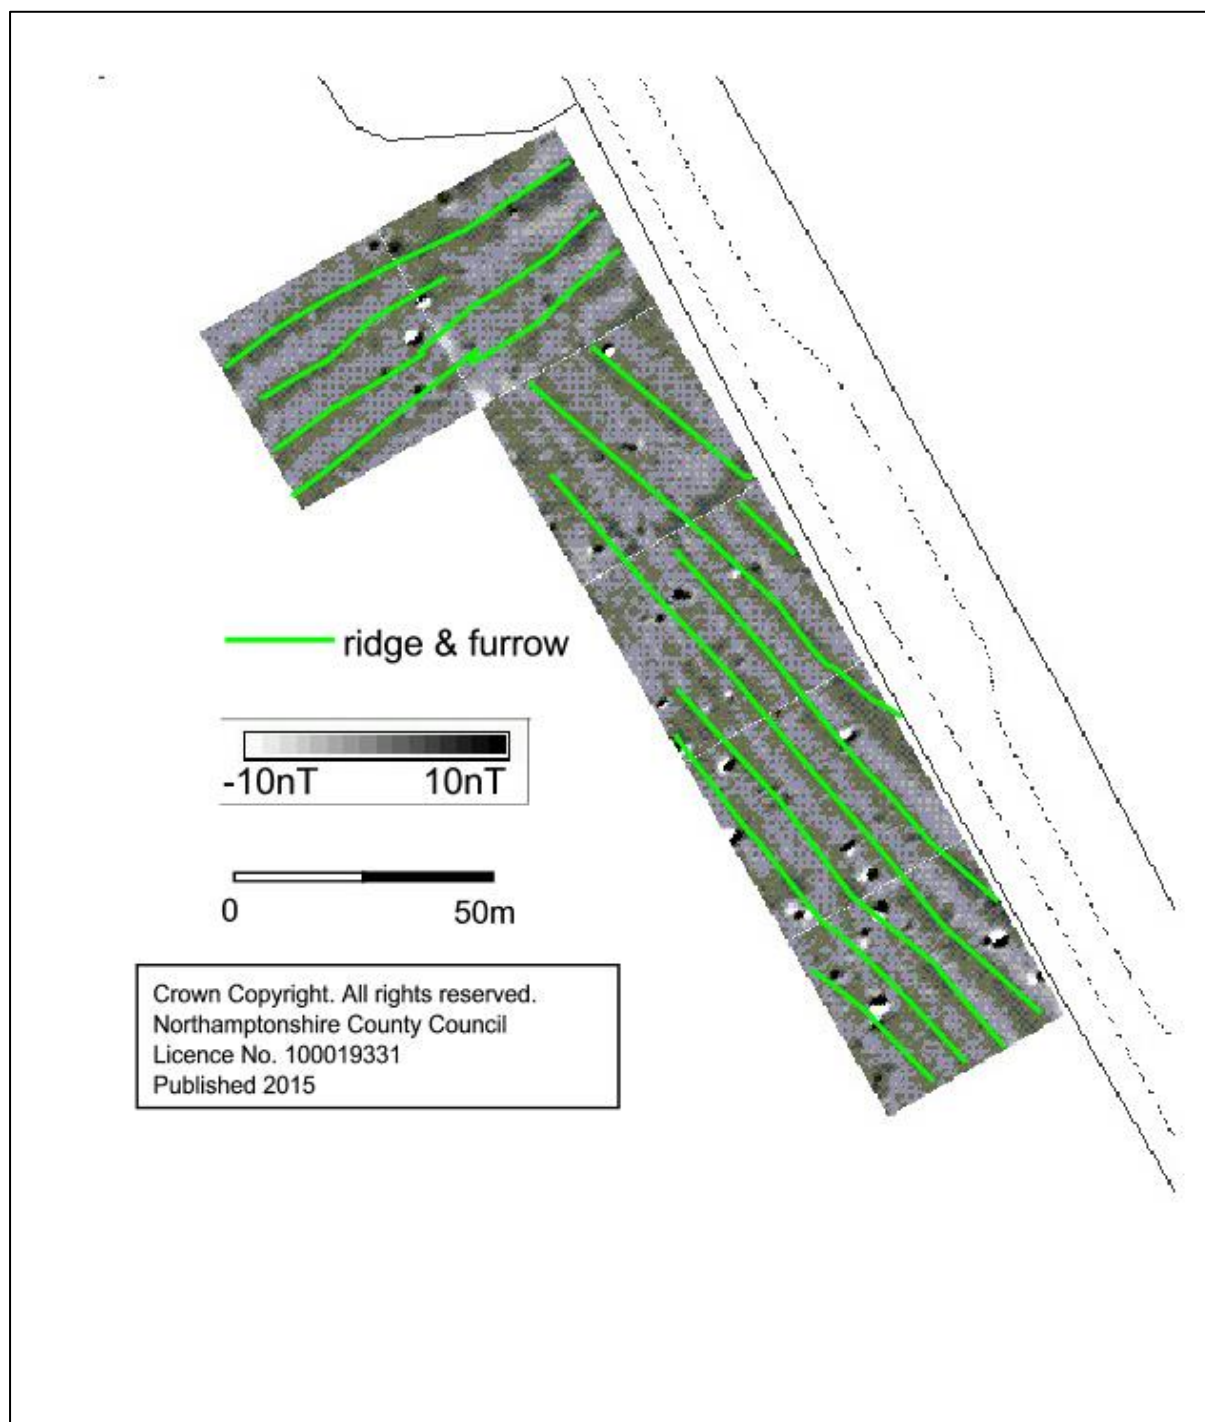 ridge & furrow
-10nT 10nT
0 50m
Crown Copyright. All rights reserved.
Northamptonshire County Council
Licence No. 100019331
Published 2015